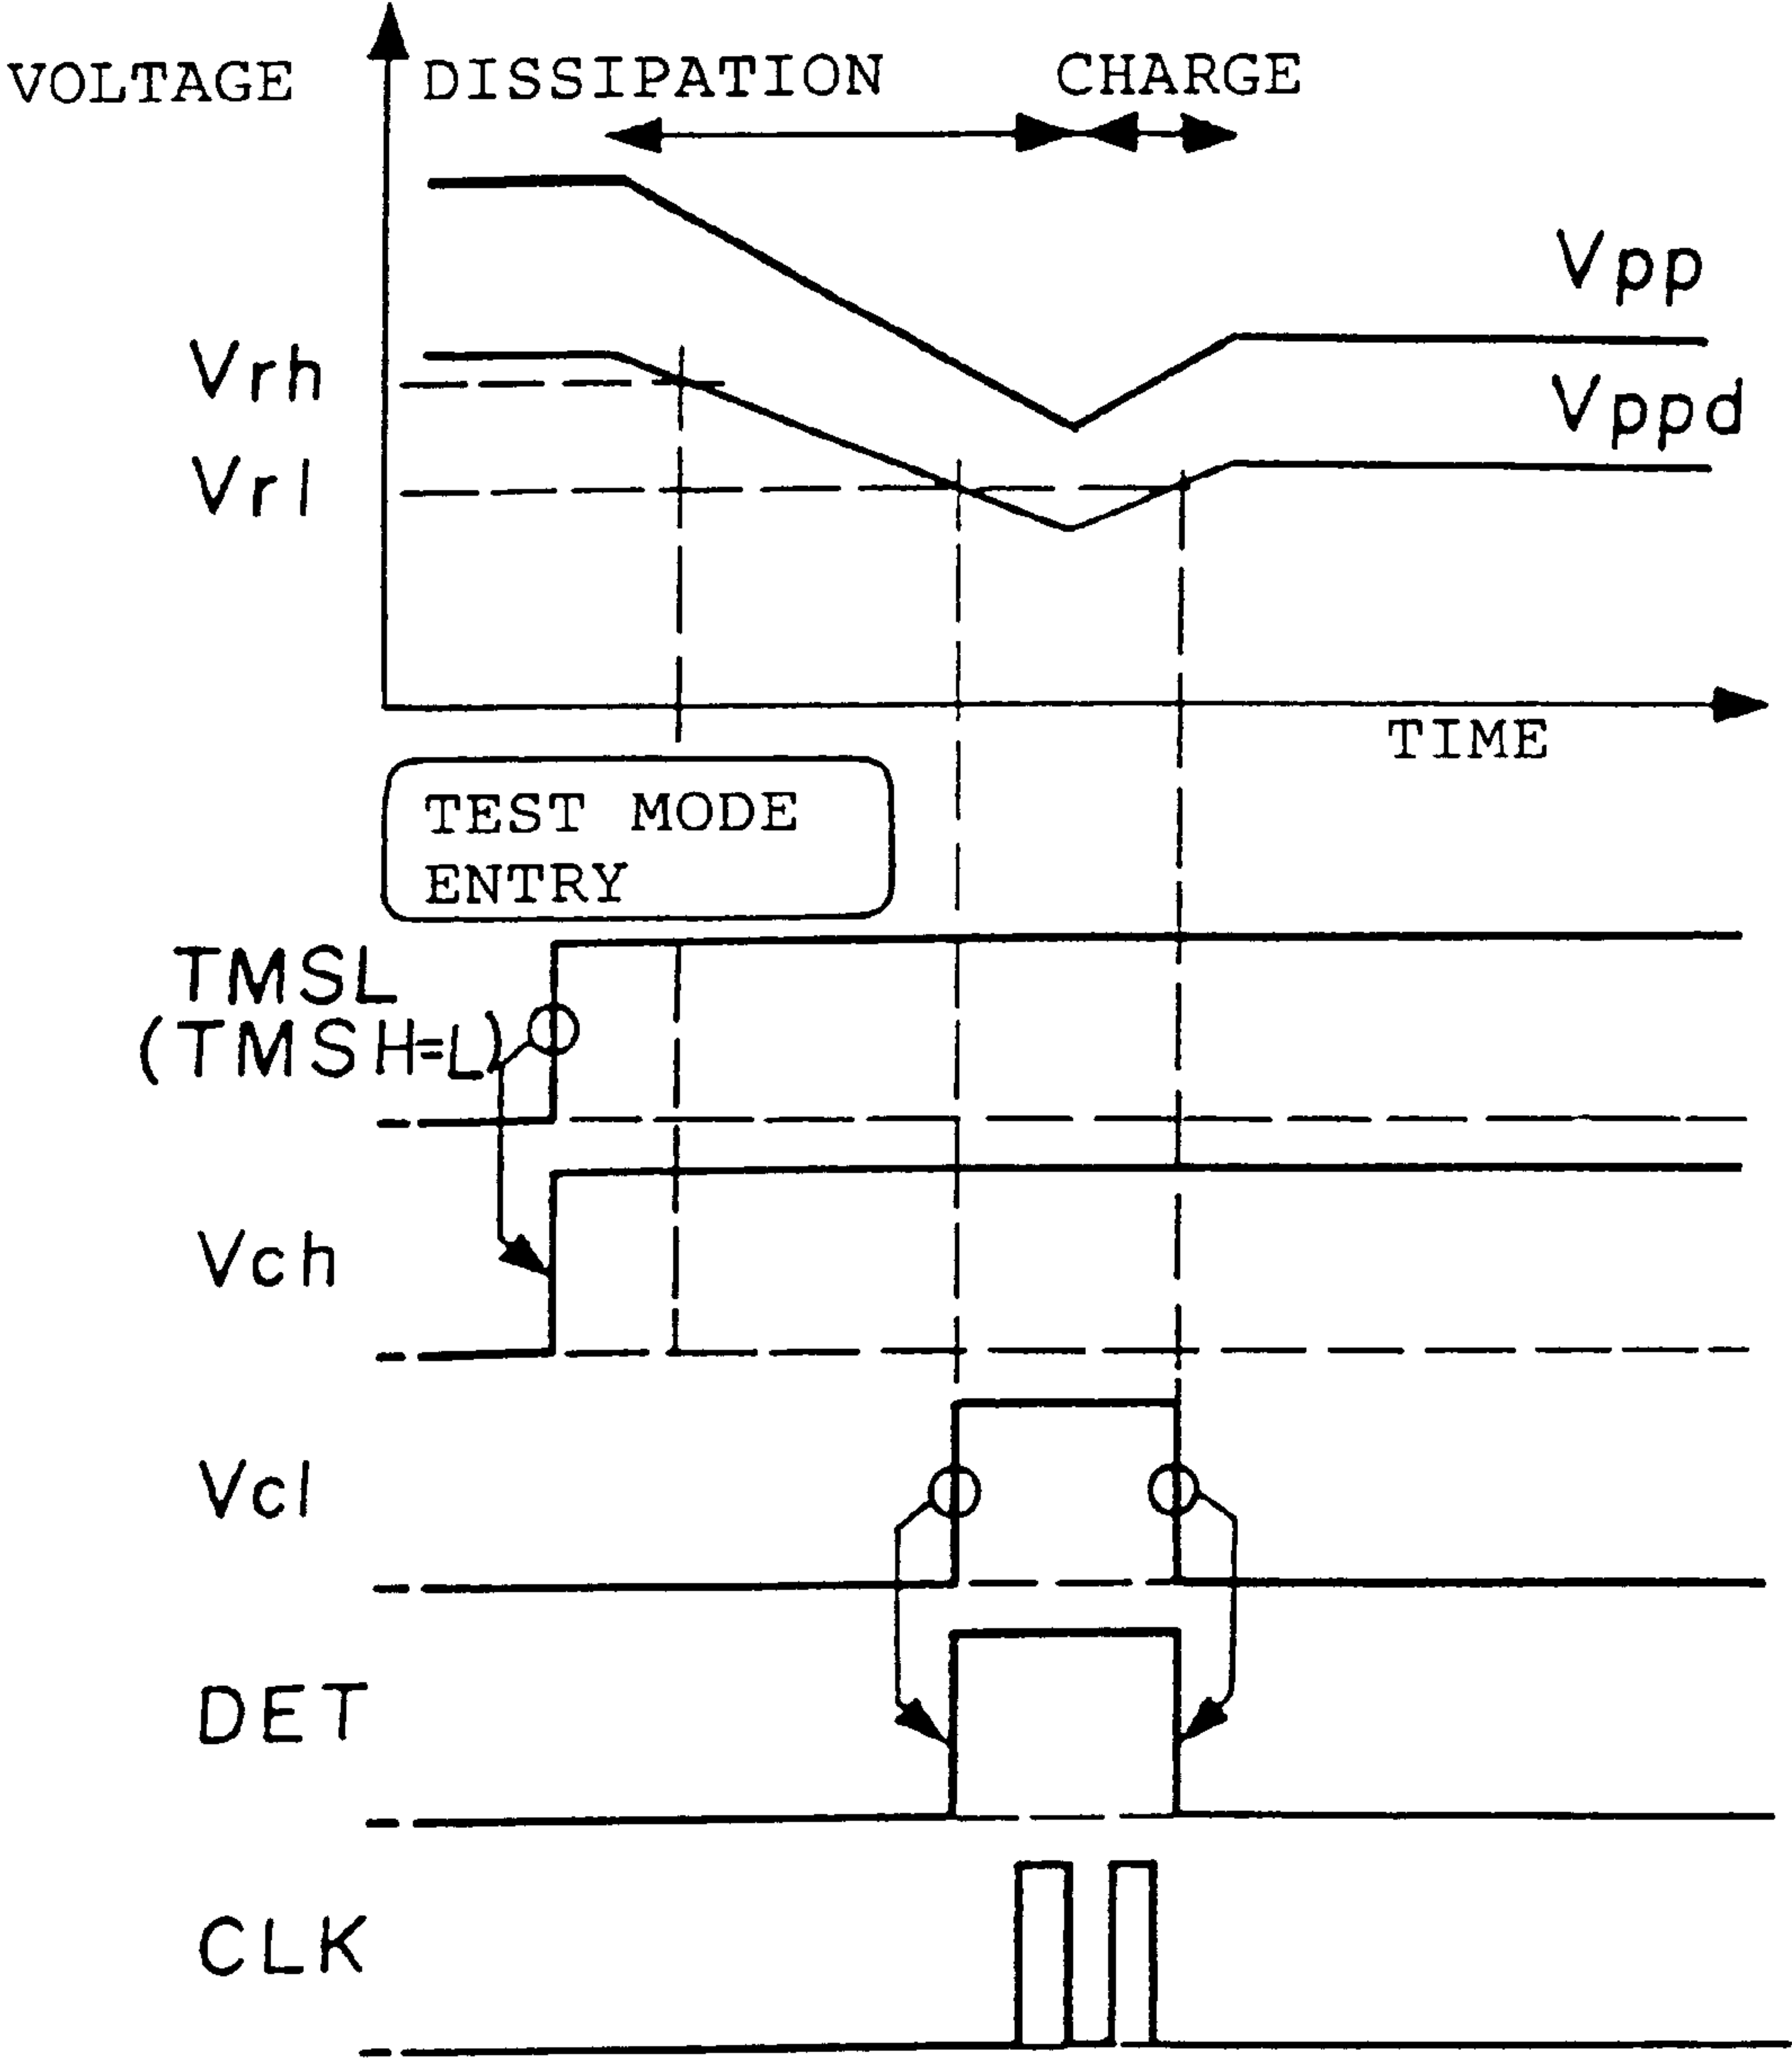 VOLTAGE
DISSIPATION
CHARGE
Vpp
Vrh
Vppd
Vrl
TIME
TEST MODE
ENTRY
TMSL
(TMSH=L)
Vch
Vcl
DET
CLK